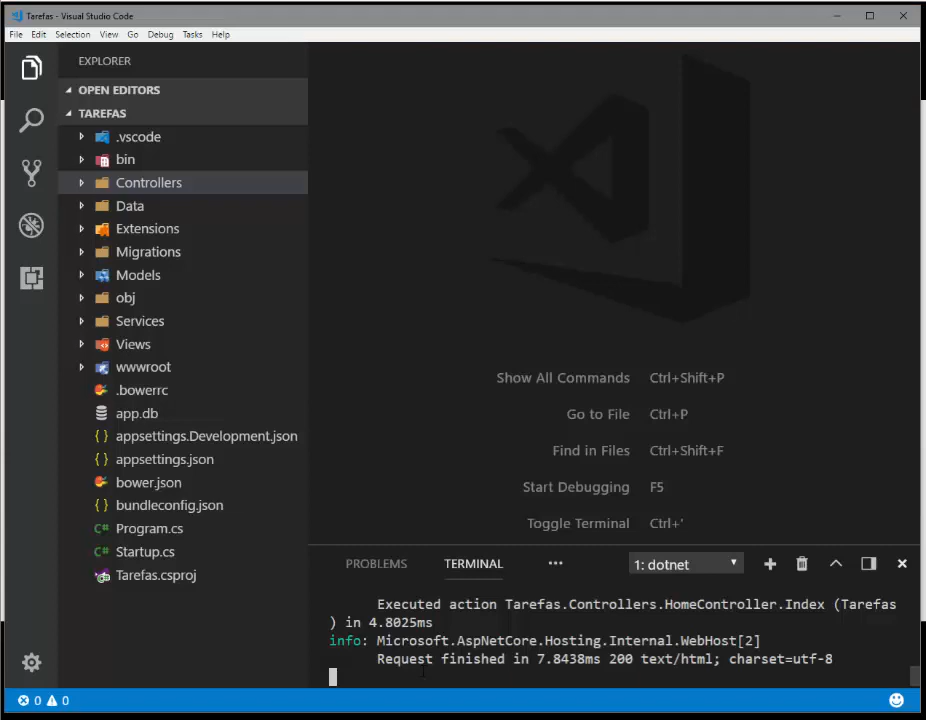 Tarefas - Visual Studio Code
File Edit Selection View Go Debug Tasks Help
EXPLORER
OPEN EDITORS
TAREFAS
.vscode
bin
Controllers
Data
Extensions
Migrations
Models
obj
Services
Views
wwwroot
.bowerrc
app.db
{ } appsettings.Development.json
{ } appsettings.json
bower.json
{ } bundleconfig.json
C# Program.cs
C# Startup.cs
Tarefas.csproj
Show All Commands Ctrl+Shift+P
Go to File Ctrl+P
Find in Files Ctrl+Shift+F
Start Debugging F5
Toggle Terminal Ctrl+'
PROBLEMS TERMINAL ••• 1: dotnet
Executed action Tarefas.Controllers.HomeController.Index (Tarefas
) in 4.8025ms
info: Microsoft.AspNetCore.Hosting.Internal.WebHost[2]
Request finished in 7.8438ms 200 text/html; charset=utf-8
0 0